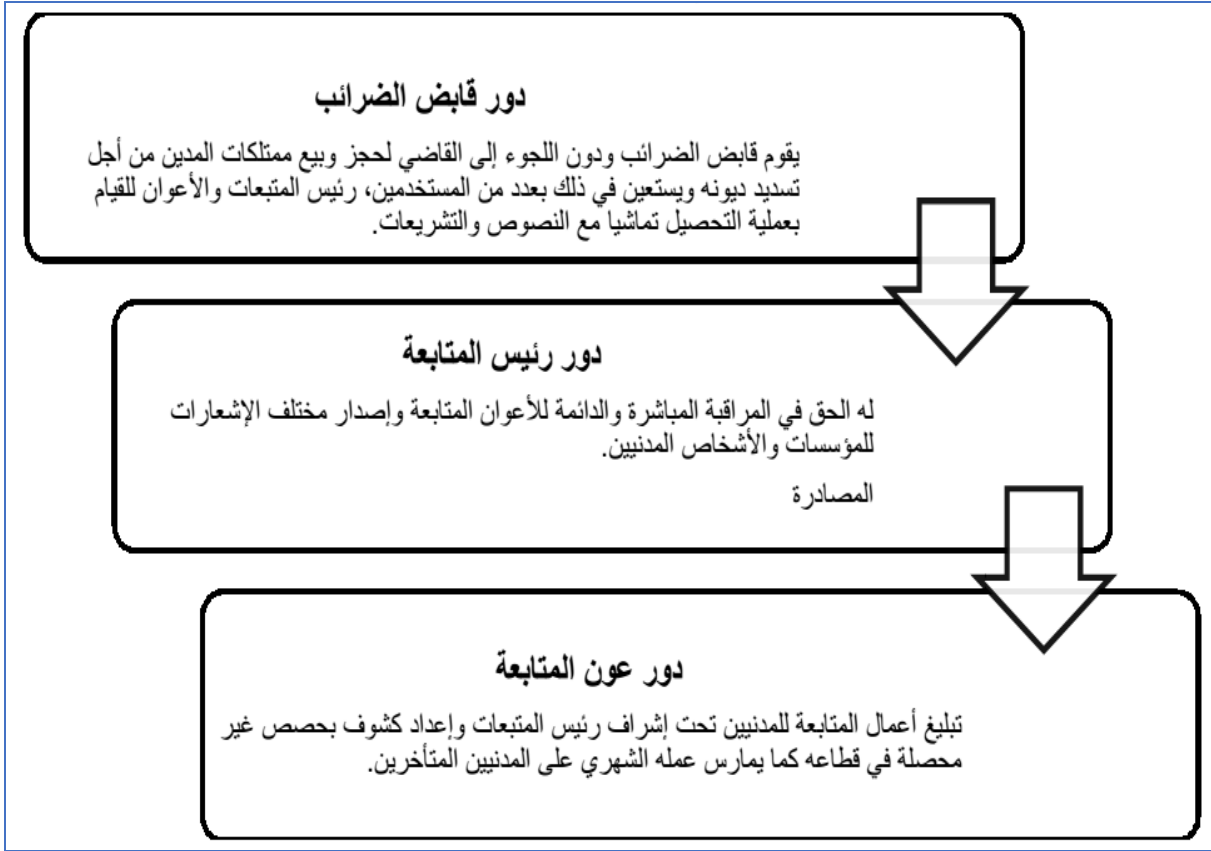 دور قابض الضرائب
يقوم قابض الضرائب ودون اللجوء إلى القاضي لحجز وبيع ممتلكات المدين من أجل
تسديد ديونه ويستعين في ذلك بعدد من المستخدمين، رئيس المتبعات والأعوان للقيام
بعملية التحصيل تماشيا مع النصوص والتشريعات.
دور رئيس المتابعة
له الحق في المراقبة المباشرة والدائمة للأعوان المتابعة وإصدار مختلف الإشعارات
للمؤسسات والأشخاص المدنيين.
المصادرة
دور عون المتابعة
تبليغ أعمال المتابعة للمدنيين تحت إشراف رئيس المتبعات وإعداد كشوف بحصص غير
محصلة في قطاعه كما يمارس عمله الشهري على المدنيين المتأخرين.